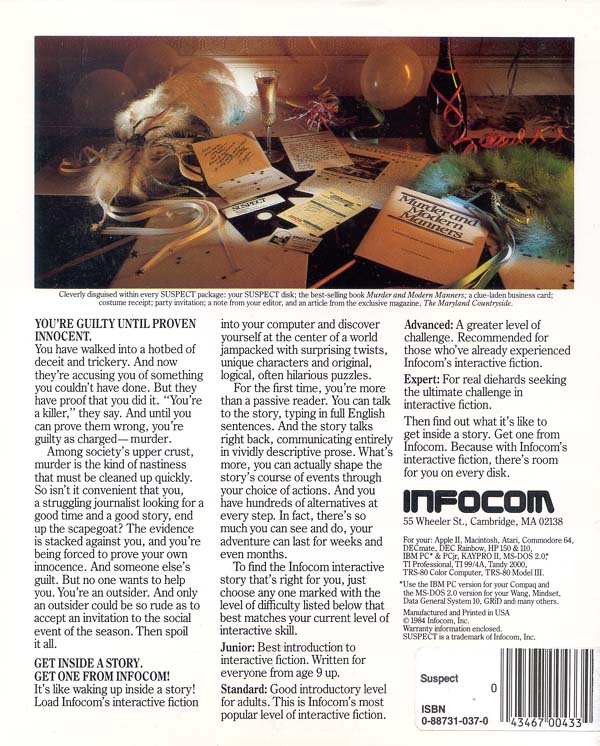 SUSPECT
Murder and
Modern
Manners
Cleverly disguised within every SUSPECT package: your SUSPECT disk; the best-selling book Murder and Modern Manners; a clue-laden business card;
costume receipt; party invitation; a note from your editor, and an article from the exclusive magazine, The Maryland Countryside.
YOU'RE GUILTY UNTIL PROVEN
INNOCENT.
You have walked into a hotbed of
deceit and trickery. And now
they're accusing you of something
you couldn't have done. But they
have proof that you did it. “You're
a killer,” they say. And until you
can prove them wrong, you're
guilty as charged—murder.
Among society's upper crust,
murder is the kind of nastiness
that must be cleaned up quickly.
So isn't it convenient that you,
a struggling journalist looking for a
good time and a good story, end
up the scapegoat? The evidence
is stacked against you, and you're
being forced to prove your own
innocence. And someone else's
guilt. But no one wants to help
you. You're an outsider. And only
an outsider could be so rude as to
accept an invitation to the social
event of the season. Then spoil
it all.
GET INSIDE A STORY.
GET ONE FROM INFOCOM!
It's like waking up inside a story!
Load Infocom's interactive fiction
into your computer and discover
yourself at the center of a world
jampacked with surprising twists,
unique characters and original,
logical, often hilarious puzzles.
For the first time, you're more
than a passive reader. You can talk
to the story, typing in full English
sentences. And the story talks
right back, communicating entirely
in vividly descriptive prose. What's
more, you can actually shape the
story's course of events through
your choice of actions. And you
have hundreds of alternatives at
every step. In fact, there's so
much you can see and do, your
adventure can last for weeks and
even months.
To find the Infocom interactive
story that's right for you, just
choose any one marked with the
level of difficulty listed below that
best matches your current level of
interactive skill.
Junior: Best introduction to
interactive fiction. Written for
everyone from age 9 up.
Standard: Good introductory level
for adults. This is Infocom's most
popular level of interactive fiction.
Advanced: A greater level of
challenge. Recommended for
those who've already experienced
Infocom's interactive fiction.
Expert: For real diehards seeking
the ultimate challenge in
interactive fiction.
Then find out what it's like to
get inside a story. Get one from
Infocom. Because with Infocom's
interactive fiction, there's room
for you on every disk.
INFOCOM
55 Wheeler St., Cambridge, MA 02138
For your: Apple II, Macintosh, Atari, Commodore 64,
DECmate, DEC Rainbow, HP 150 & 110,
IBM PC* & PCjr, KAYPRO II, MS-DOS 2.0,*
TI Professional, TI 99/4A, Tandy 2000,
TRS-80 Color Computer, TRS-80 Model III.
*Use the IBM PC version for your Compaq and
the MS-DOS 2.0 version for your Wang, Mindset,
Data General System 10, GRiD and many others.
Manufactured and Printed in USA
© 1984 Infocom, Inc.
Warranty information enclosed.
SUSPECT is a trademark of Infocom, Inc.
Suspect
0
ISBN
0-88731-037-0
43467 00433